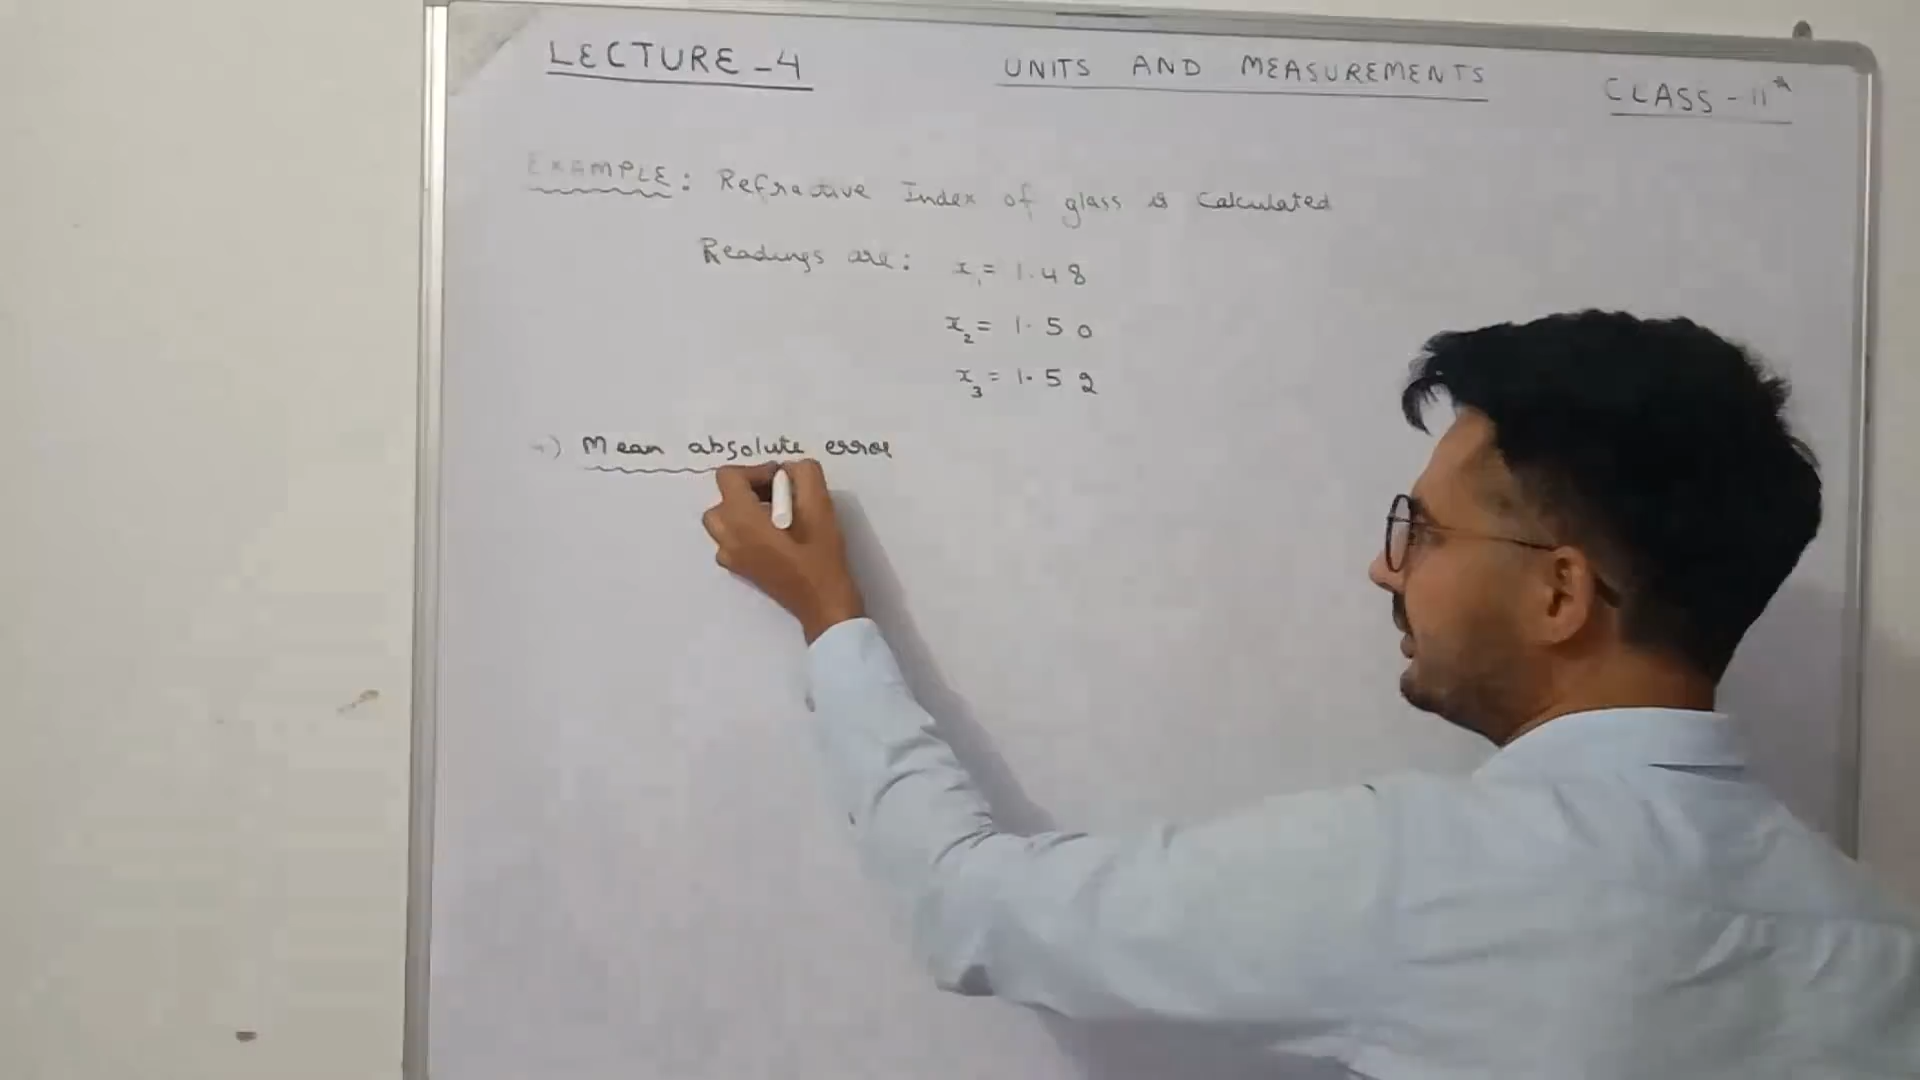 LECTURE - 4
UNITS AND MEASUREMENTS
CLASS - 11th
EXAMPLE: Refractive Index of glass is Calculated
Readings are: x₁ = 1.48
x₂ = 1.50
x₃ = 1.52
Mean absolute error